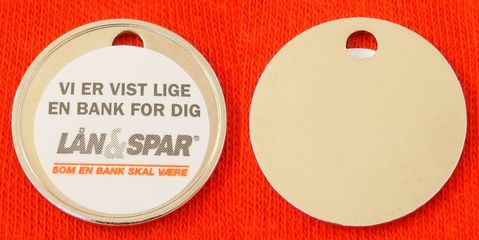 VI ER VIST LIGE
EN BANK FOR DIG
LÅN&SPAR®
SOM EN BANK SKAL VÆRE